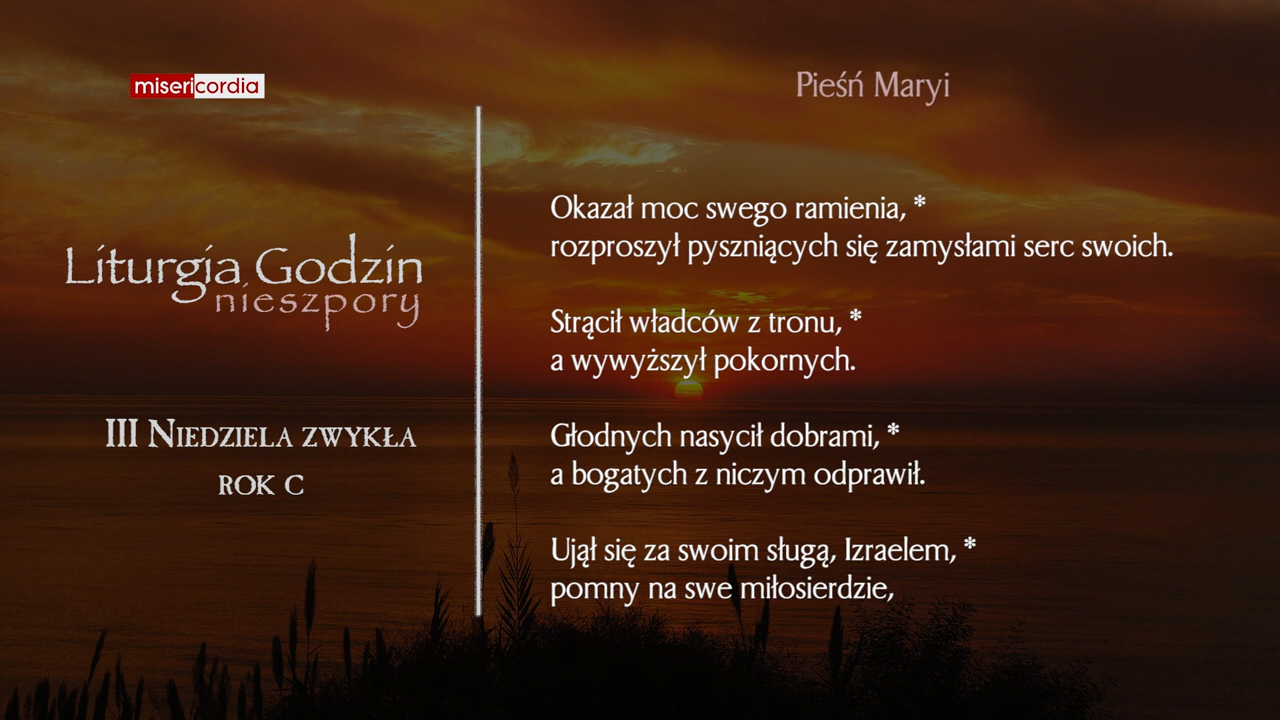 misericordia
Liturgia Godzin
nieszpory
III Niedziela zwykła
rok C
Pieśń Maryi
Okazał moc swego ramienia, *
rozproszył pyszniących się zamysłami serc swoich.
Strącił władców z tronu, *
a wywyższył pokornych.
Głodnych nasycił dobrami, *
a bogatych z niczym odprawił.
Ujął się za swoim sługą, Izraelem, *
pomny na swe miłosierdzie,